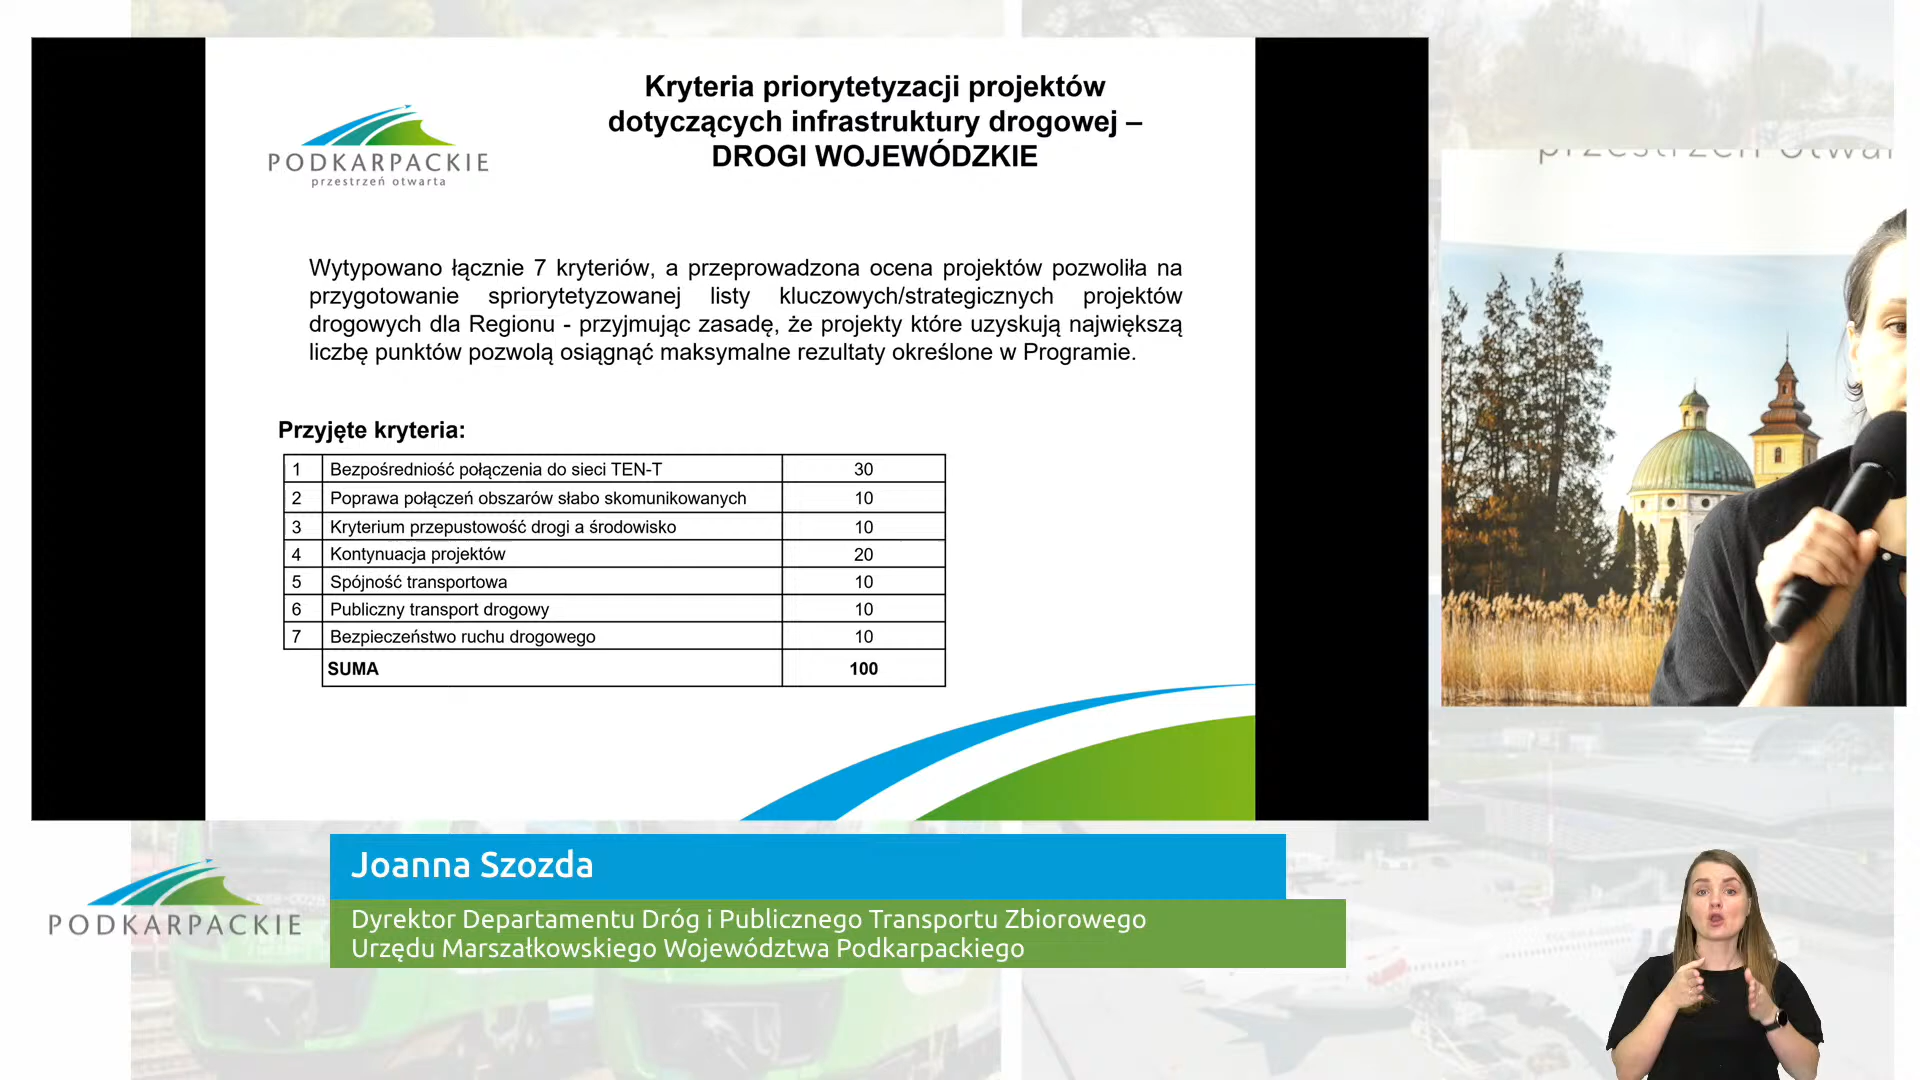 Kryteria priorytetyzacji projektów
dotyczących infrastruktury drogowej –
DROGI WOJEWÓDZKIE
PODKARPACKIE
przestrzeń otwarta
Wytypowano łącznie 7 kryteriów, a przeprowadzona ocena projektów pozwoliła na
przygotowanie spriorytetyzowanej listy kluczowych/strategicznych projektów
drogowych dla Regionu - przyjmując zasadę, że projekty które uzyskują największą
liczbę punktów pozwolą osiągnąć maksymalne rezultaty określone w Programie.
Przyjęte kryteria:
1 Bezpośredniość połączenia do sieci TEN-T 30
2 Poprawa połączeń obszarów słabo skomunikowanych 10
3 Kryterium przepustowość drogi a środowisko 10
4 Kontynuacja projektów 20
5 Spójność transportowa 10
6 Publiczny transport drogowy 10
7 Bezpieczeństwo ruchu drogowego 10
SUMA 100
przestrzeń otwar
Joanna Szozda
Dyrektor Departamentu Dróg i Publicznego Transportu Zbiorowego
Urzędu Marszałkowskiego Województwa Podkarpackiego
PODKARPACKIE